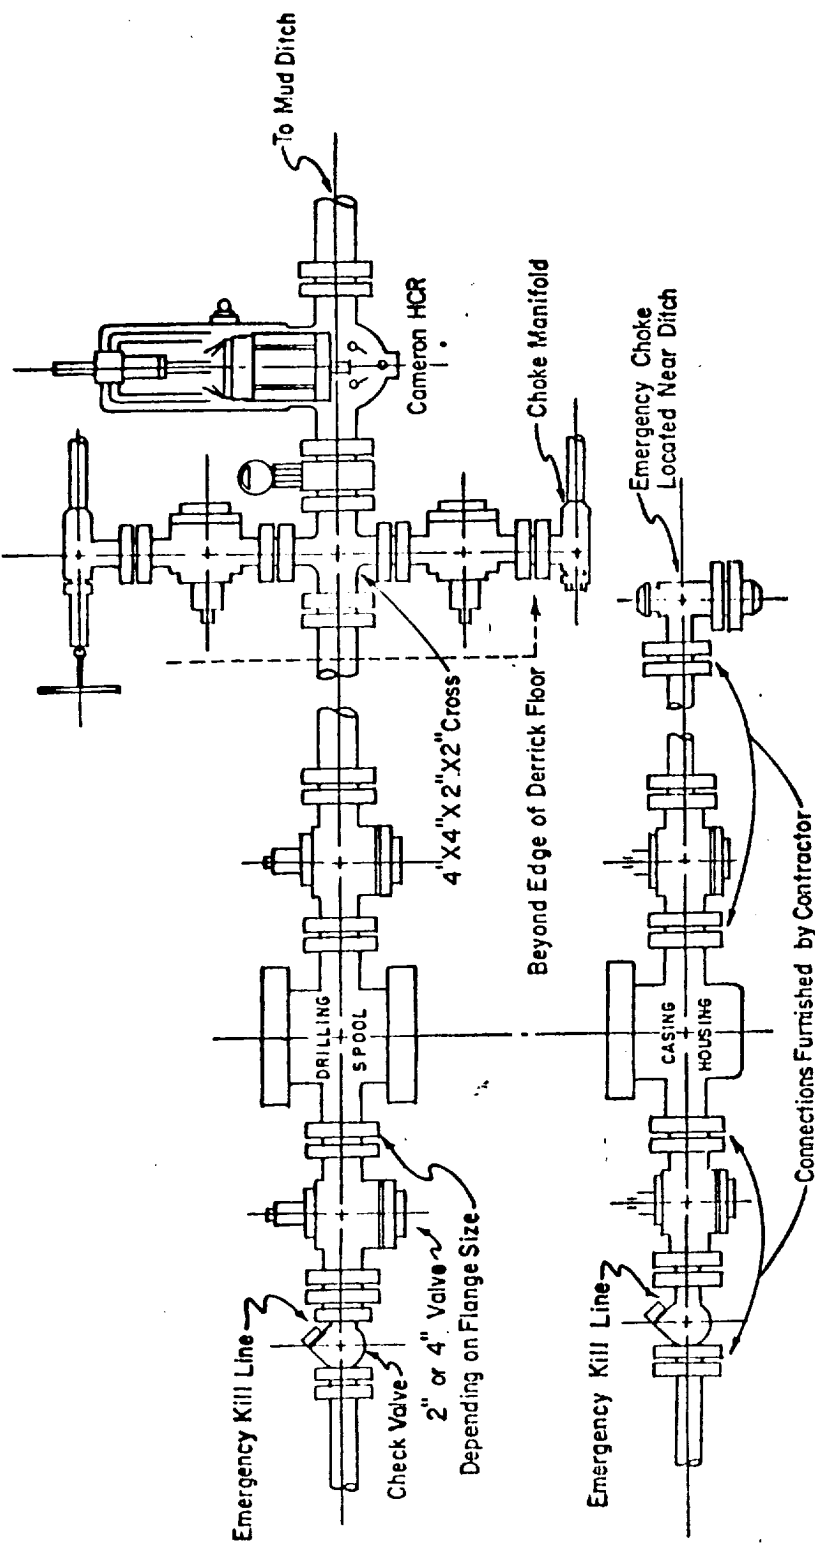 Emergency Kill Line
Check Valve
2" or 4" Valve
Depending on Flange Size
DRILLING
SPOOL
4"X4"X2"X2" Cross
Beyond Edge of Derrick Floor
To Mud Ditch
Cameron HCR
Choke Manifold
Emergency Kill Line
CASING
HOUSING
Emergency Choke
Located Near Ditch
Connections Furnished by Contractor